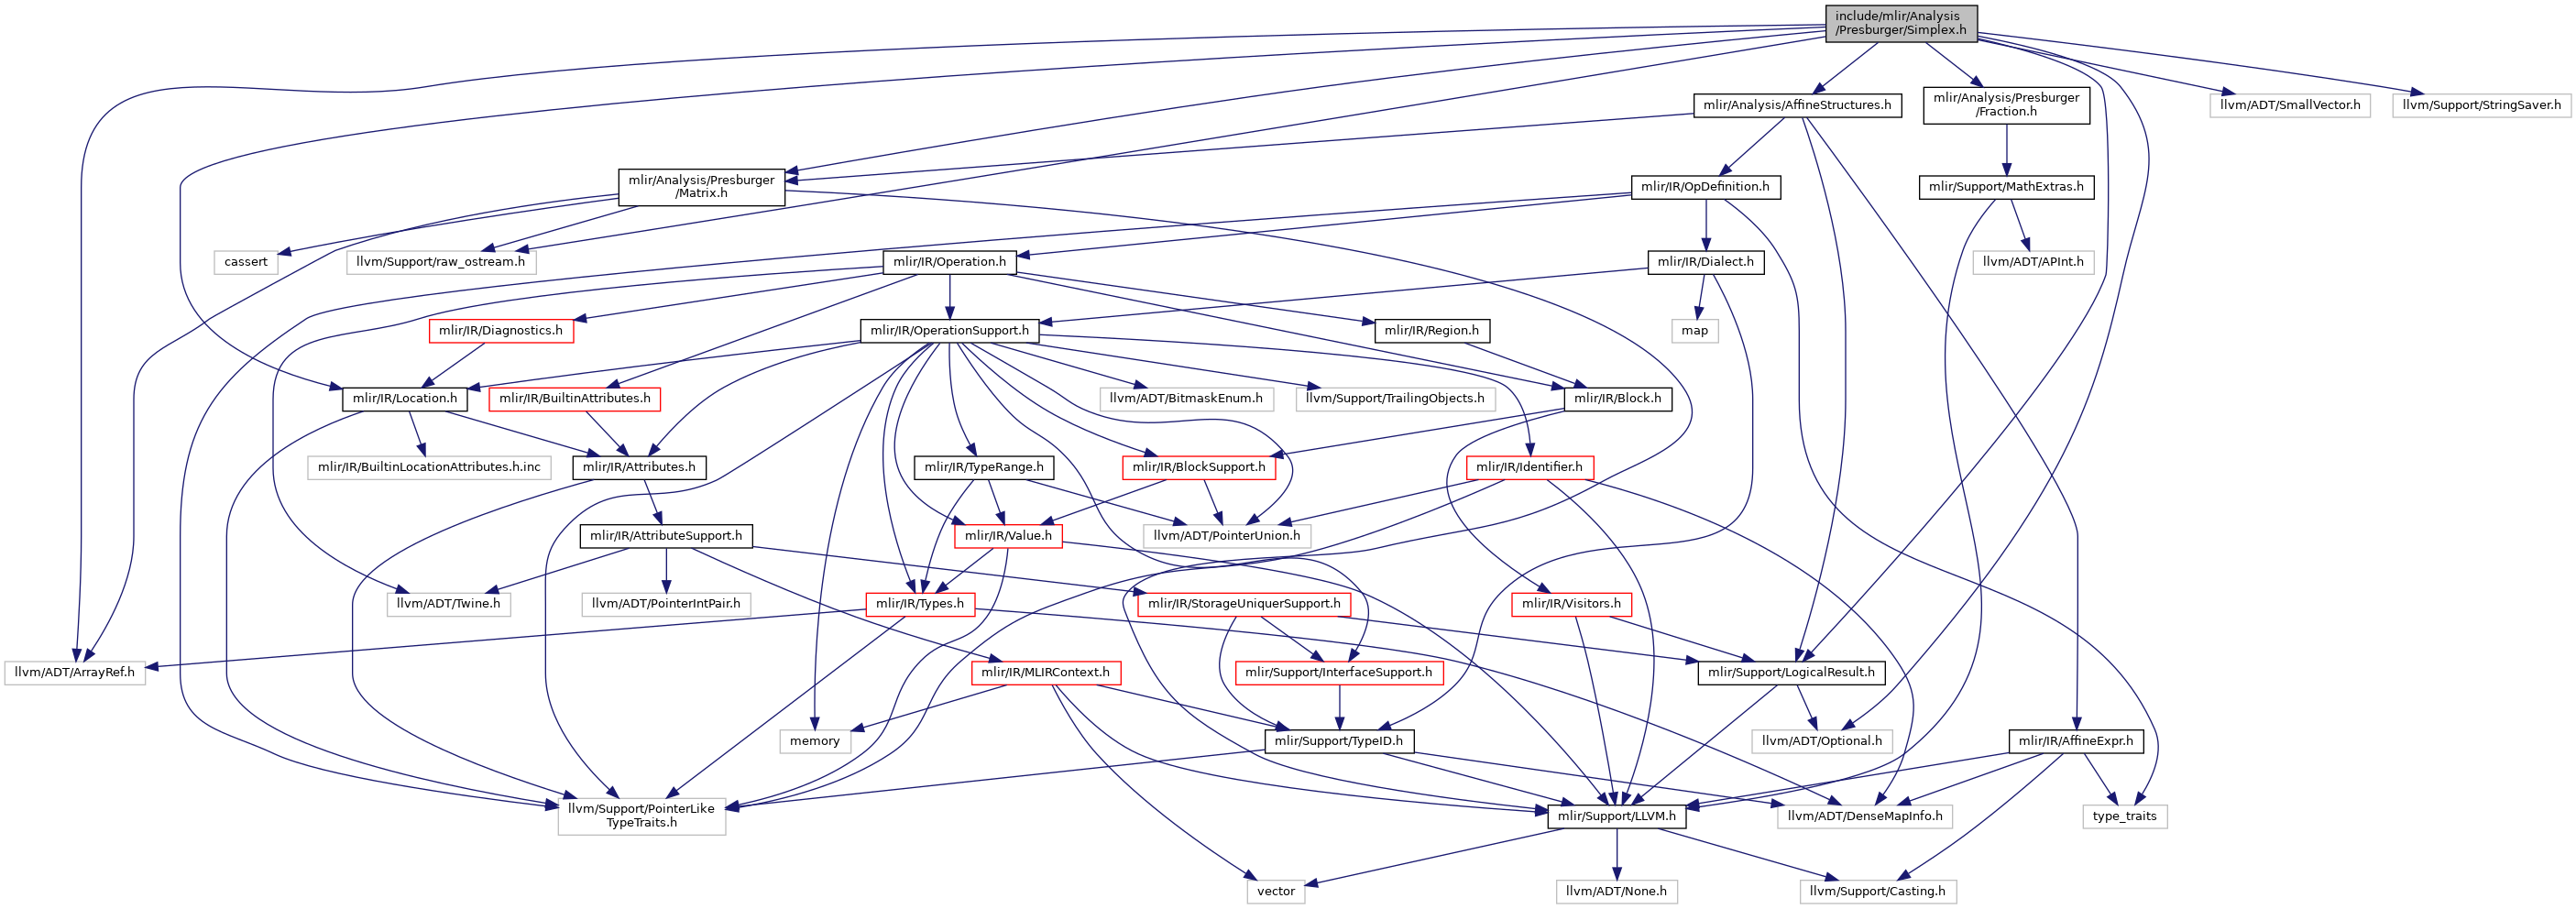 include/mlir/Analysis
/Presburger/Simplex.h
mlir/Analysis/AffineStructures.h
mlir/Analysis/Presburger
/Fraction.h
llvm/ADT/SmallVector.h
llvm/Support/StringSaver.h
mlir/Analysis/Presburger
/Matrix.h
mlir/IR/OpDefinition.h
mlir/Support/MathExtras.h
cassert
llvm/Support/raw_ostream.h
mlir/IR/Operation.h
mlir/IR/Dialect.h
llvm/ADT/APInt.h
mlir/IR/Diagnostics.h
mlir/IR/OperationSupport.h
mlir/IR/Region.h
map
mlir/IR/Location.h
mlir/IR/BuiltinAttributes.h
llvm/ADT/BitmaskEnum.h
llvm/Support/TrailingObjects.h
mlir/IR/Block.h
mlir/IR/BuiltinLocationAttributes.h.inc
mlir/IR/Attributes.h
mlir/IR/TypeRange.h
mlir/IR/BlockSupport.h
mlir/IR/Identifier.h
mlir/IR/AttributeSupport.h
mlir/IR/Value.h
llvm/ADT/PointerUnion.h
llvm/ADT/Twine.h
llvm/ADT/PointerIntPair.h
mlir/IR/Types.h
mlir/IR/StorageUniquerSupport.h
mlir/IR/Visitors.h
llvm/ADT/ArrayRef.h
mlir/IR/MLIRContext.h
mlir/Support/InterfaceSupport.h
mlir/Support/LogicalResult.h
memory
mlir/Support/TypeID.h
llvm/ADT/Optional.h
mlir/IR/AffineExpr.h
llvm/Support/PointerLike
TypeTraits.h
mlir/Support/LLVM.h
llvm/ADT/DenseMapInfo.h
type_traits
vector
llvm/ADT/None.h
llvm/Support/Casting.h